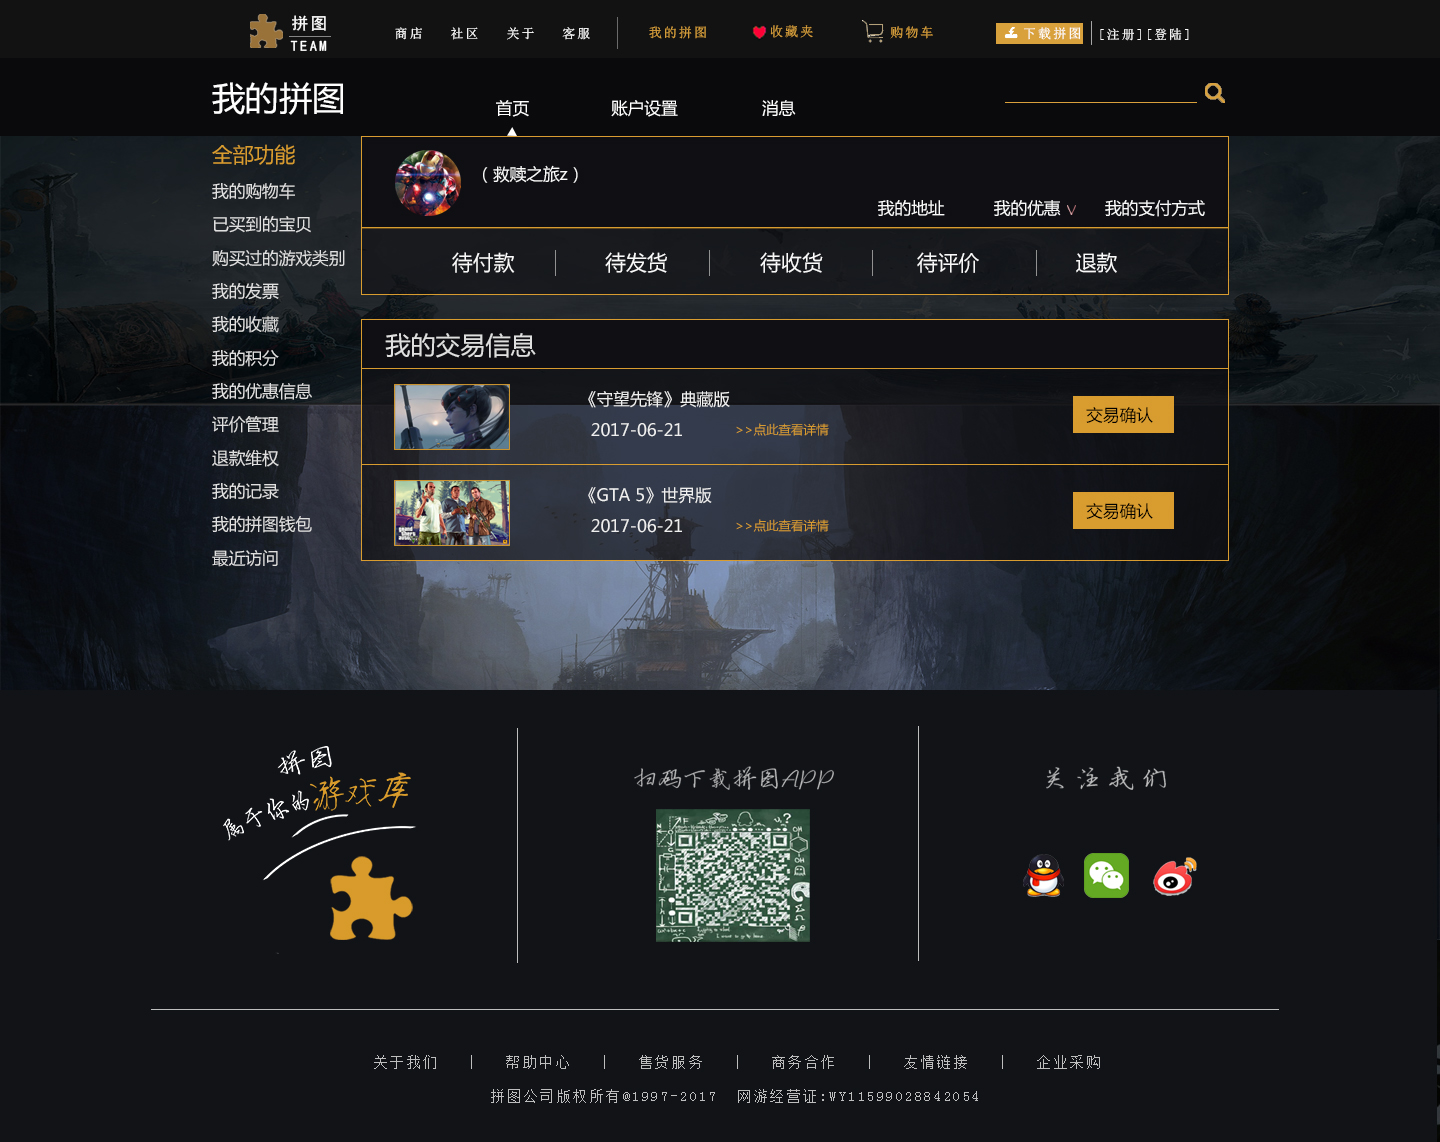 拼图
TEAM
商店 社区 关于 客服 我的拼图 收藏夹 购物车 下载拼图 [注册][登陆]
我的拼图
首页 账户设置 消息
全部功能
我的购物车
已买到的宝贝
购买过的游戏类别
我的发票
我的收藏
我的积分
我的优惠信息
评价管理
退款维权
我的记录
我的拼图钱包
最近访问
（救赎之旅z）
我的地址 我的优惠 ∨ 我的支付方式
待付款 待发货 待收货 待评价 退款
我的交易信息
《守望先锋》典藏版
2017-06-21 >>点此查看详情
交易确认
《GTA 5》世界版
2017-06-21 >>点此查看详情
交易确认
拼图
属于你的游戏库
扫码下载拼图APP
关注我们
关于我们 | 帮助中心 | 售货服务 | 商务合作 | 友情链接 | 企业采购
拼图公司版权所有@1997-2017 网游经营证:WY11599028842054